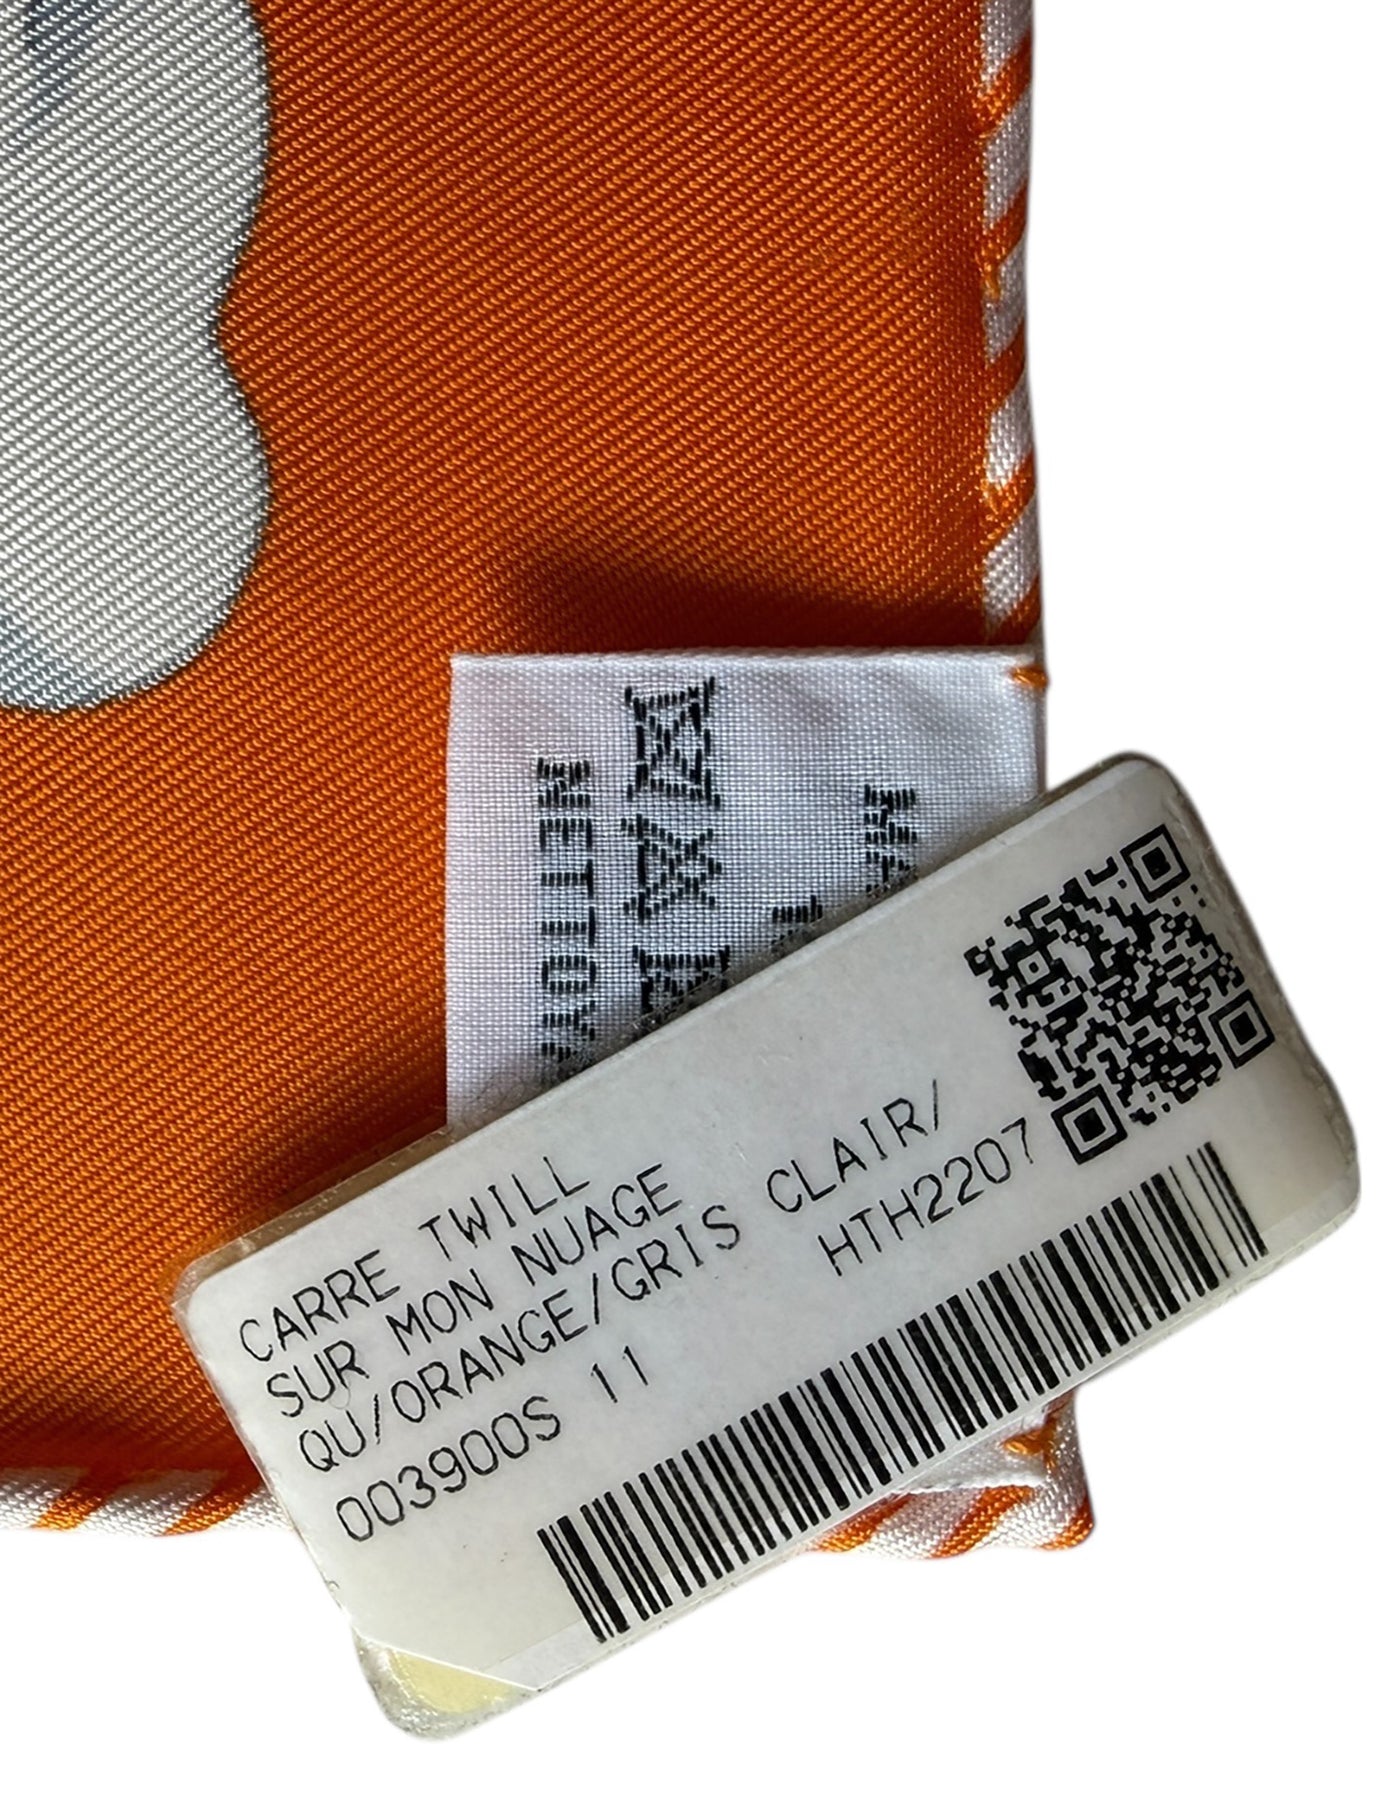 CARRE TWILL
SUR MON NUAGE
QU/ORANGE/GRIS CLAIR/
003900S 11 HTH2207